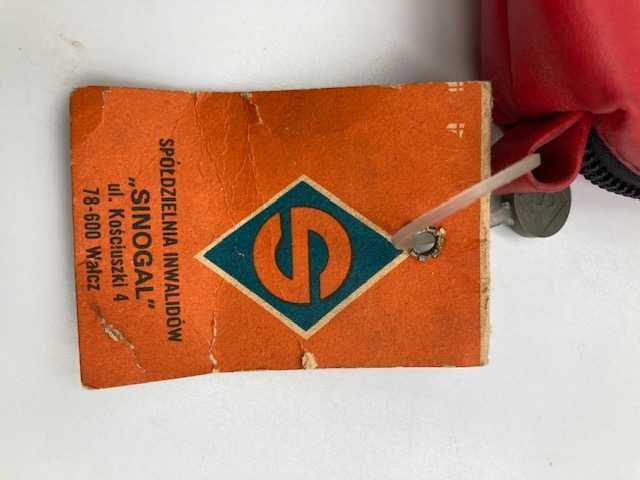 SPÓŁDZIELNIA INWALIDÓW
„SINOGAL”
ul. Kościuszki 4
78-600 Wałcz